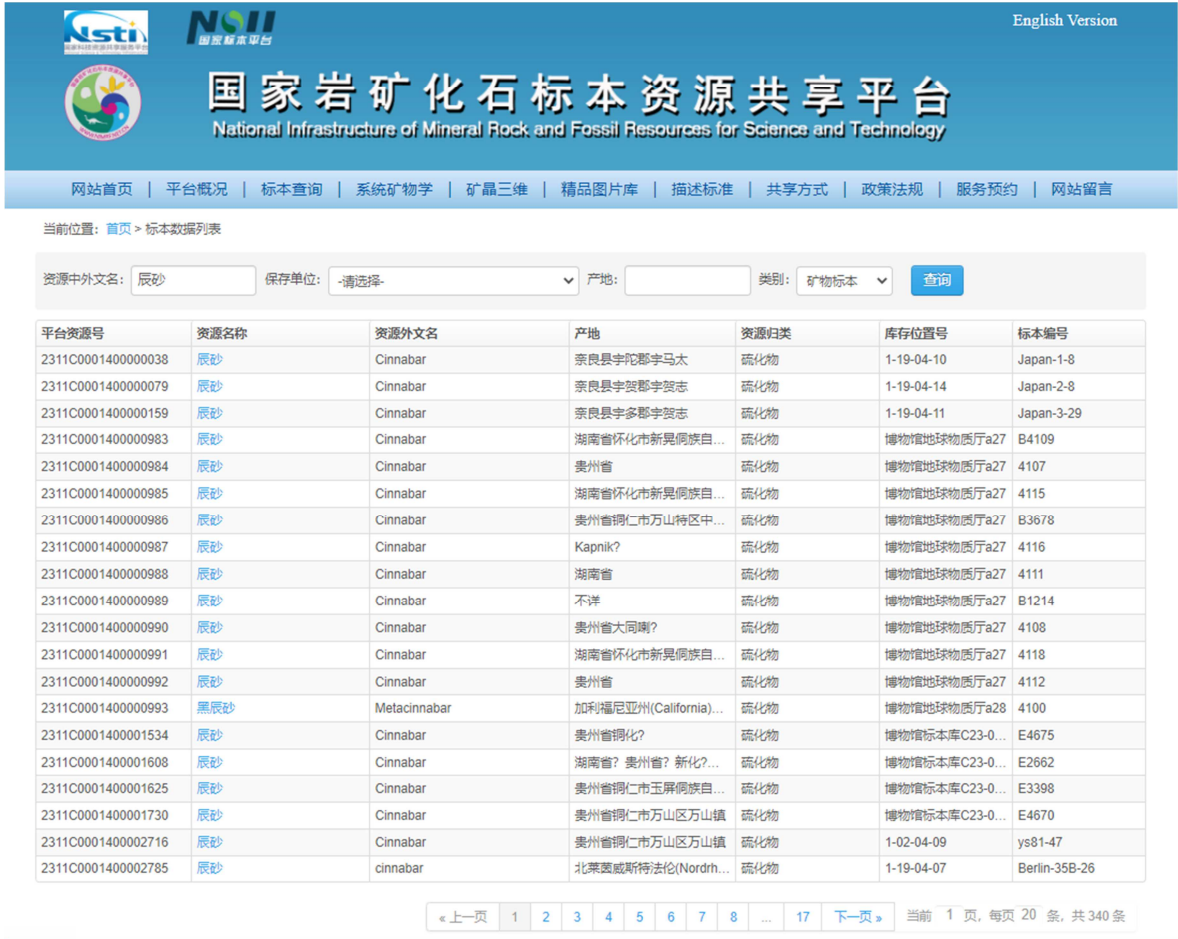 Nsti NSII English Version
国家科技资源共享服务平台 国家标本平台
国家岩矿化石标本资源共享平台
National Infrastructure of Mineral Rock and Fossil Resources for Science and Technology
网站首页 | 平台概况 | 标本查询 | 系统矿物学 | 矿晶三维 | 精品图片库 | 描述标准 | 共享方式 | 政策法规 | 服务预约 | 网站留言
当前位置: 首页 > 标本数据列表
资源中外文名: 辰砂 保存单位: -请选择- 产地: 类别: 矿物标本 查询
平台资源号 资源名称 资源外文名 产地 资源归类 库存位置号 标本编号
2311C0001400000038 辰砂 Cinnabar 奈良县宇陀郡宇马太 硫化物 1-19-04-10 Japan-1-8
2311C0001400000079 辰砂 Cinnabar 奈良县宇贺郡宇贺志 硫化物 1-19-04-14 Japan-2-8
2311C0001400000159 辰砂 Cinnabar 奈良县宇多郡宇贺志 硫化物 1-19-04-11 Japan-3-29
2311C0001400000983 辰砂 Cinnabar 湖南省怀化市新晃侗族自... 硫化物 博物馆地球物质厅a27 B4109
2311C0001400000984 辰砂 Cinnabar 贵州省 硫化物 博物馆地球物质厅a27 4107
2311C0001400000985 辰砂 Cinnabar 湖南省怀化市新晃侗族自... 硫化物 博物馆地球物质厅a27 4115
2311C0001400000986 辰砂 Cinnabar 贵州省铜仁市万山特区中... 硫化物 博物馆地球物质厅a27 B3678
2311C0001400000987 辰砂 Cinnabar Kapnik? 硫化物 博物馆地球物质厅a27 4116
2311C0001400000988 辰砂 Cinnabar 湖南省 硫化物 博物馆地球物质厅a27 4111
2311C0001400000989 辰砂 Cinnabar 不详 硫化物 博物馆地球物质厅a27 B1214
2311C0001400000990 辰砂 Cinnabar 贵州省大同喇? 硫化物 博物馆地球物质厅a27 4108
2311C0001400000991 辰砂 Cinnabar 湖南省怀化市新晃侗族自... 硫化物 博物馆地球物质厅a27 4118
2311C0001400000992 辰砂 Cinnabar 贵州省 硫化物 博物馆地球物质厅a27 4112
2311C0001400000993 黑辰砂 Metacinnabar 加利福尼亚州(California)... 硫化物 博物馆地球物质厅a28 4100
2311C0001400001534 辰砂 Cinnabar 贵州省铜化? 硫化物 博物馆标本库C23-0... E4675
2311C0001400001608 辰砂 Cinnabar 湖南省? 贵州省? 新化?... 硫化物 博物馆标本库C23-0... E2662
2311C0001400001625 辰砂 Cinnabar 贵州省铜仁市玉屏侗族自... 硫化物 博物馆标本库C23-0... E3398
2311C0001400001730 辰砂 Cinnabar 贵州省铜仁市万山区万山镇 硫化物 博物馆标本库C23-0... E4670
2311C0001400002716 辰砂 Cinnabar 贵州省铜仁市万山区万山镇 硫化物 1-02-04-09 ys81-47
2311C0001400002785 辰砂 cinnabar 北莱茵威斯特法伦(Nordrh... 硫化物 1-19-04-07 Berlin-35B-26
« 上一页 1 2 3 4 5 6 7 8 ... 17 下一页 » 当前 1 页, 每页 20 条, 共 340 条